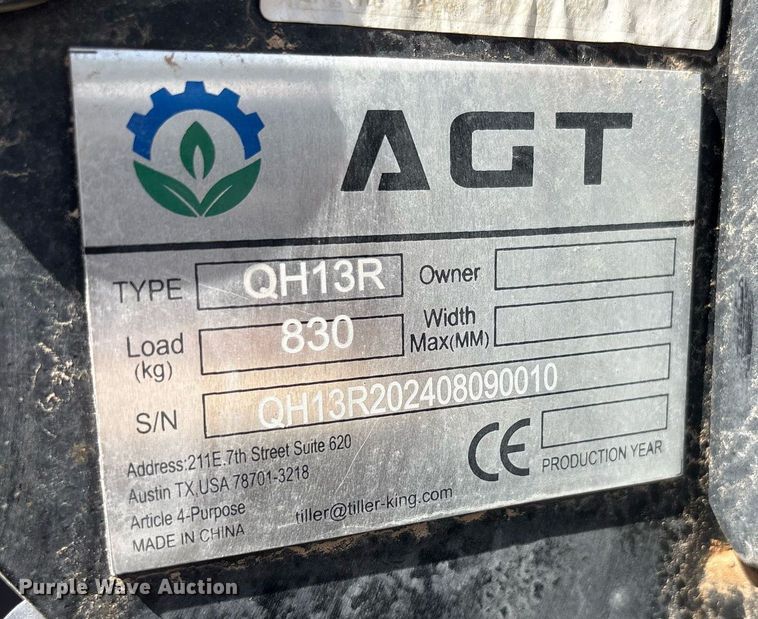 AGT
TYPE QH13R Owner
Load (kg) 830 Width Max(MM)
S/N QH13R202408090010
Address:211E.7th Street Suite 620
Austin TX,USA 78701-3218
Article 4-Purpose
MADE IN CHINA
tiller@tiller-king.com
CE
PRODUCTION YEAR
Purple Wave Auction